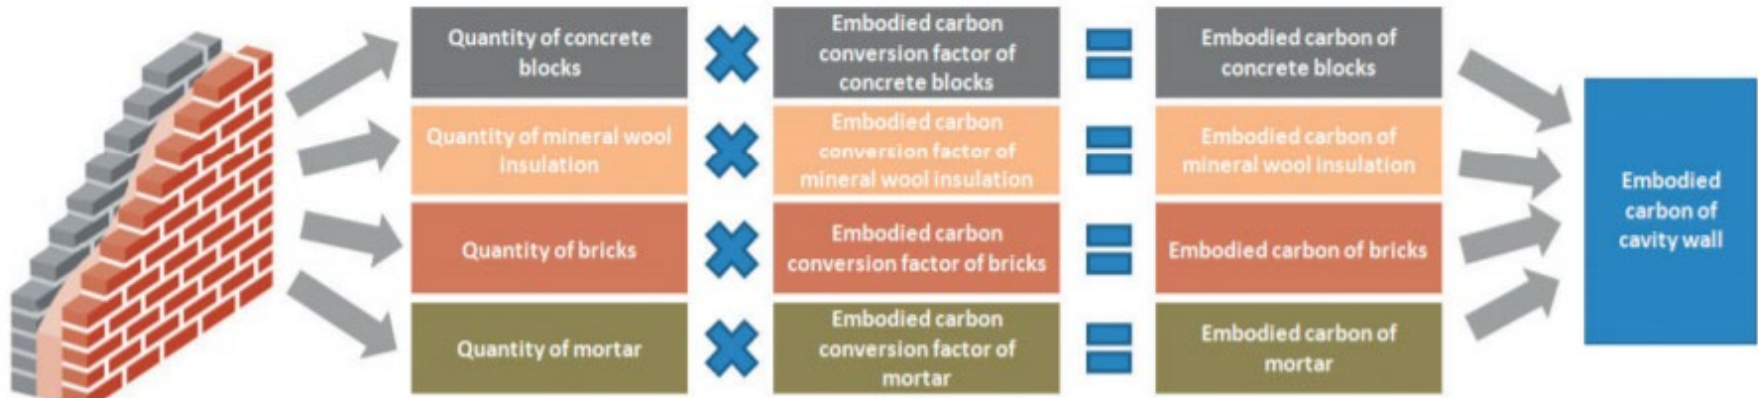 Quantity of concrete
blocks
Embodied carbon
conversion factor of
concrete blocks
Embodied carbon of
concrete blocks
Quantity of mineral wool
insulation
Embodied carbon
conversion factor of
mineral wool insulation
Embodied carbon of
mineral wool insulation
Quantity of bricks
Embodied carbon
conversion factor of bricks
Embodied carbon of bricks
Quantity of mortar
Embodied carbon
conversion factor of
mortar
Embodied carbon of
mortar
Embodied
carbon of
cavity wall